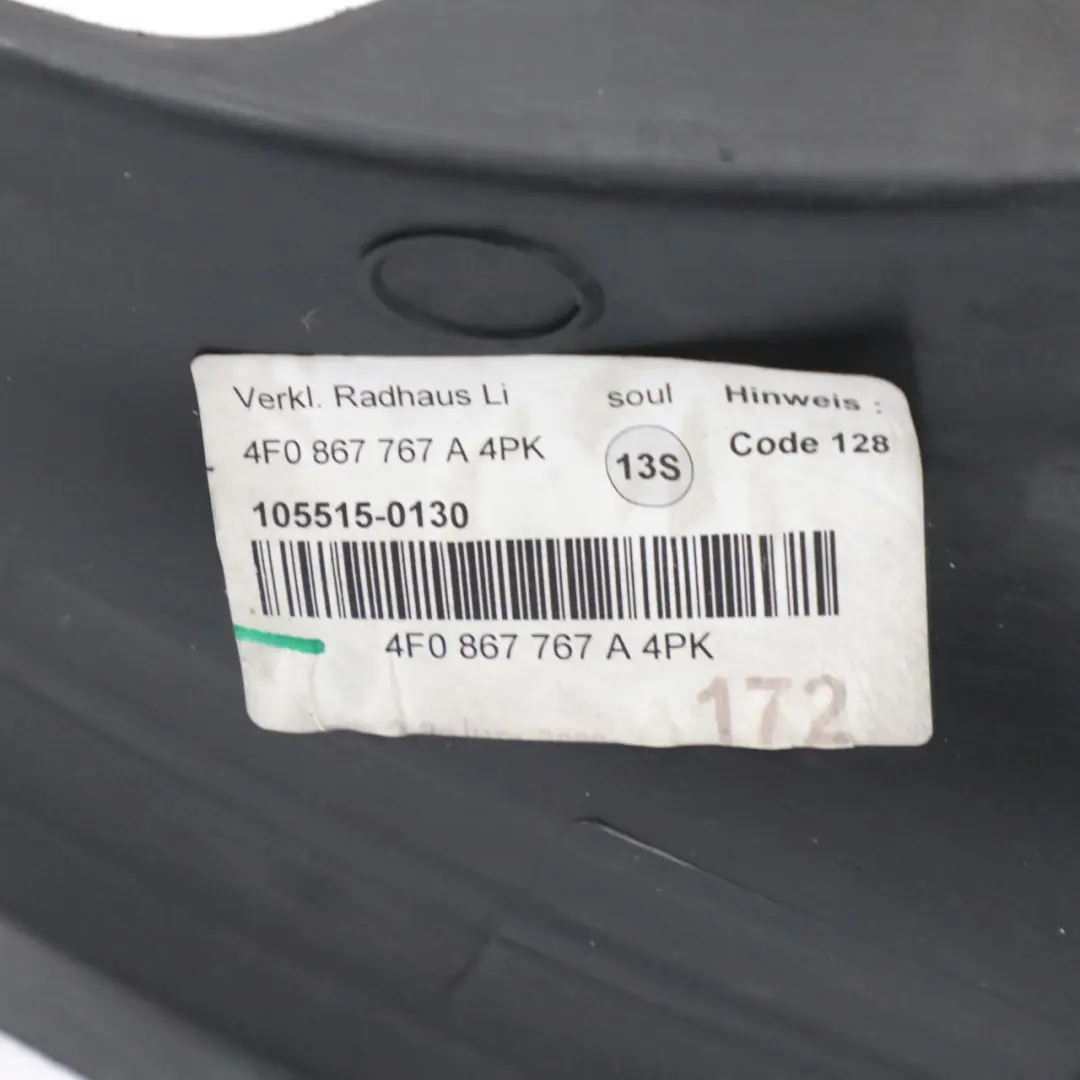 Verkl. Radhaus Li soul Hinweis :
4F0 867 767 A 4PK 13S Code 128
105515-0130
4F0 867 767 A 4PK
172